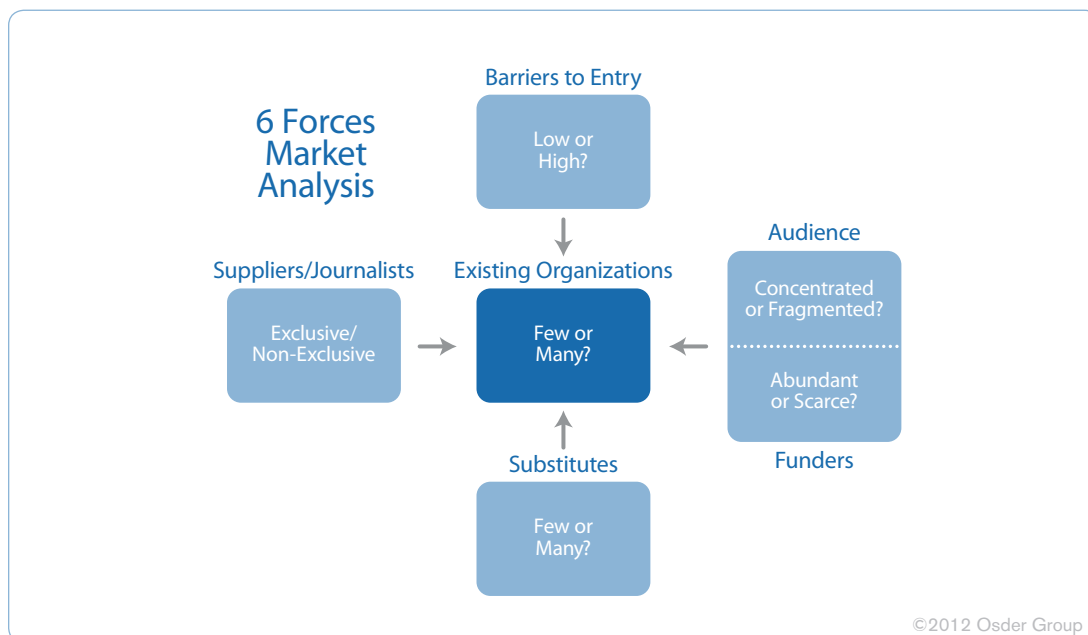 6 Forces
Market
Analysis
Barriers to Entry
Low or
High?
Suppliers/Journalists
Exclusive/
Non-Exclusive
Existing Organizations
Few or
Many?
Audience
Concentrated
or Fragmented?
Abundant
or Scarce?
Funders
Substitutes
Few or
Many?
©2012 Osder Group